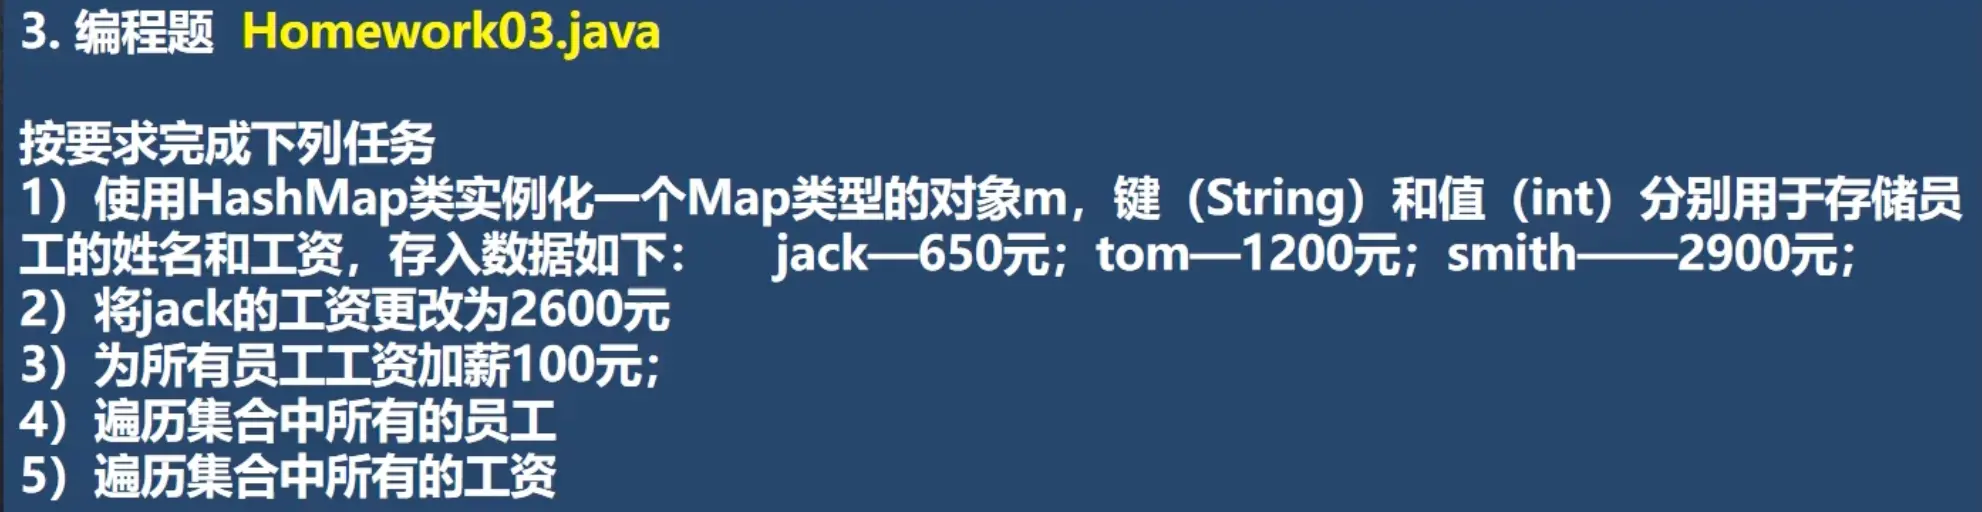 3. 编程题 Homework03.java
按要求完成下列任务
1）使用HashMap类实例化一个Map类型的对象m，键（String）和值（int）分别用于存储员
工的姓名和工资，存入数据如下： jack—650元；tom—1200元；smith——2900元；
2）将jack的工资更改为2600元
3）为所有员工工资加薪100元；
4）遍历集合中所有的员工
5）遍历集合中所有的工资